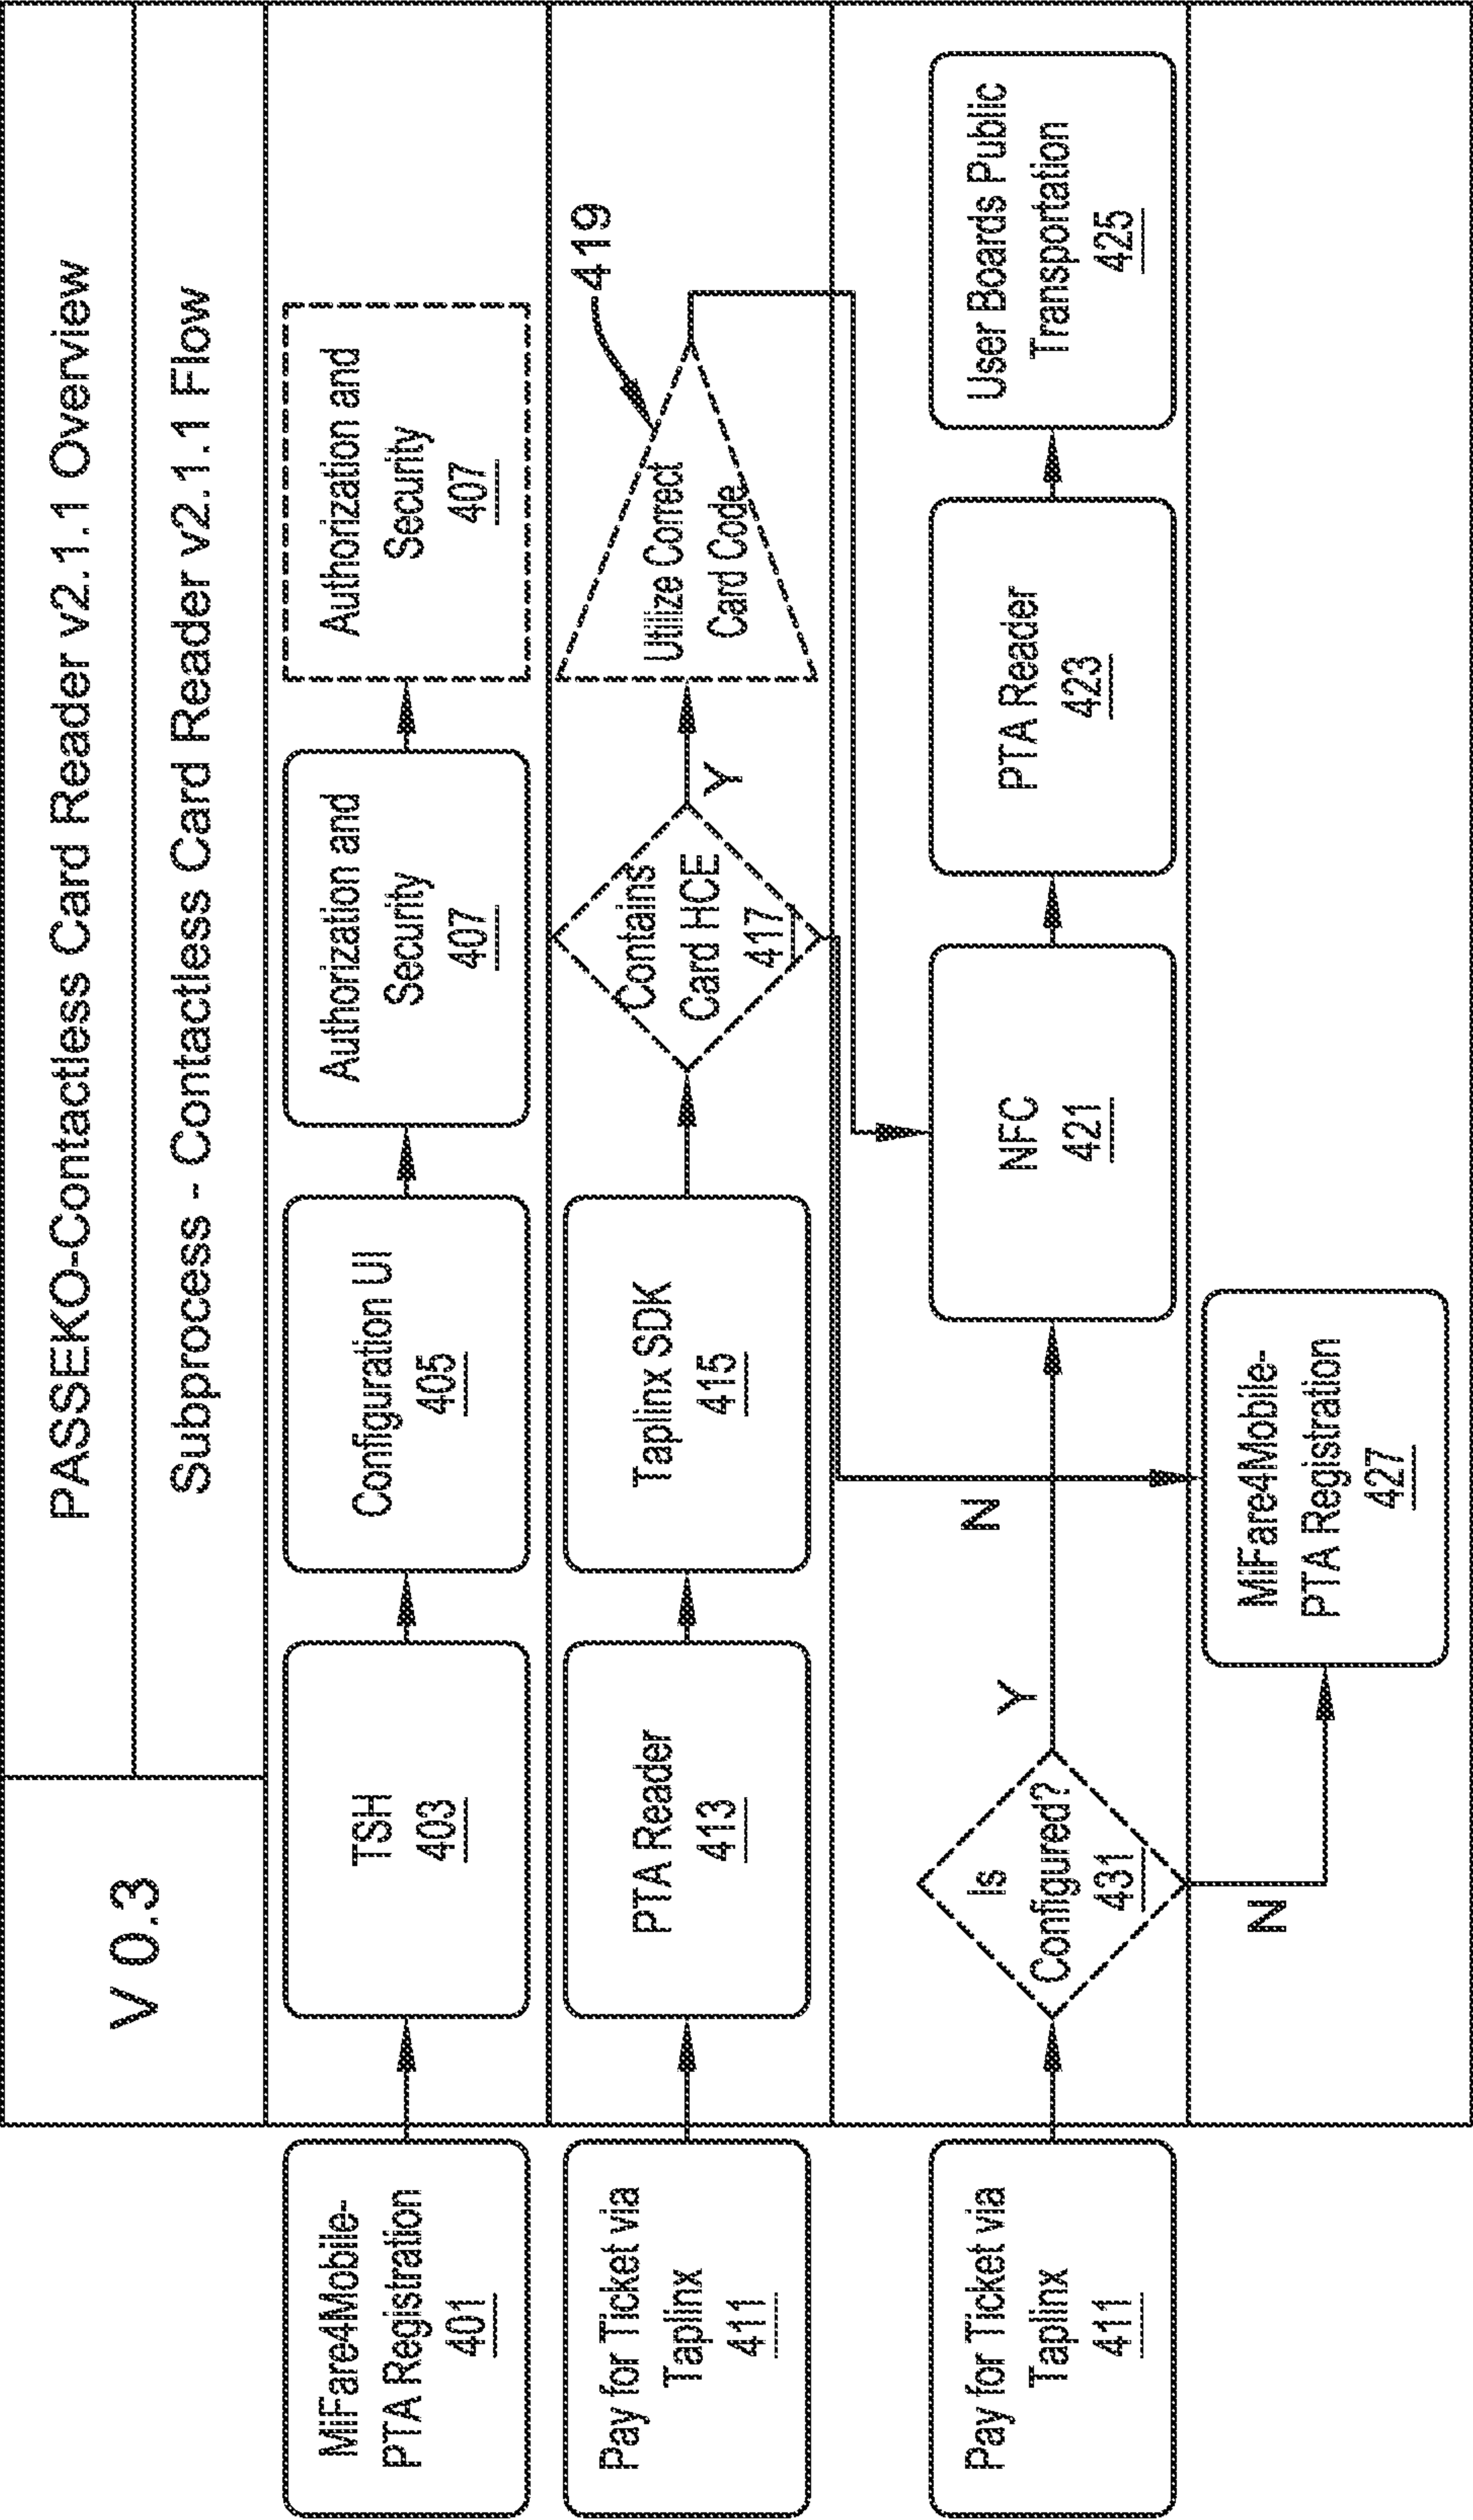 V 0.3
PASSEKO-Contactless Card Reader v2.1.1 Overview
Subprocess - Contactless Card Reader v2.1.1 Flow
MiFare4Mobile-
PTA Registration
401
TSH
403
Configuration UI
405
Authorization and
Security
407
Authorization and
Security
407
Pay for Ticket via
Taplinx
411
PTA Reader
413
Taplinx SDK
415
Contains
Card HCE
417
Y
Utilize Correct
Card Code
419
N
Pay for Ticket via
Taplinx
411
Is
Configured?
431
Y
NFC
421
PTA Reader
423
User Boards Public
Transportation
425
N
MiFare4Mobile-
PTA Registration
427